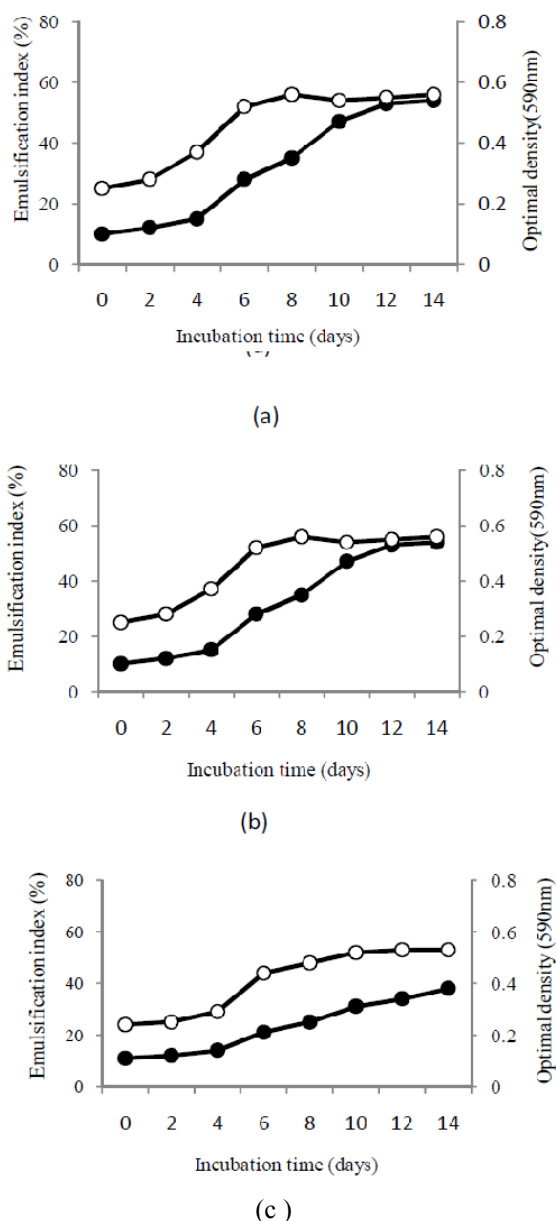 80
60
40
20
0
Emulsification index (%)
0.8
0.6
0.4
0.2
0
Optimal density(590nm)
0 2 4 6 8 10 12 14
Incubation time (days)
(a)
80
60
40
20
0
Emulsification index (%)
0.8
0.6
0.4
0.2
0
Optimal density(590nm)
0 2 4 6 8 10 12 14
Incubation time (days)
(b)
80
60
40
20
0
Emulsification index (%)
0.8
0.6
0.4
0.2
0
Optimal density (590nm)
0 2 4 6 8 10 12 14
Incubation time (days)
(c )